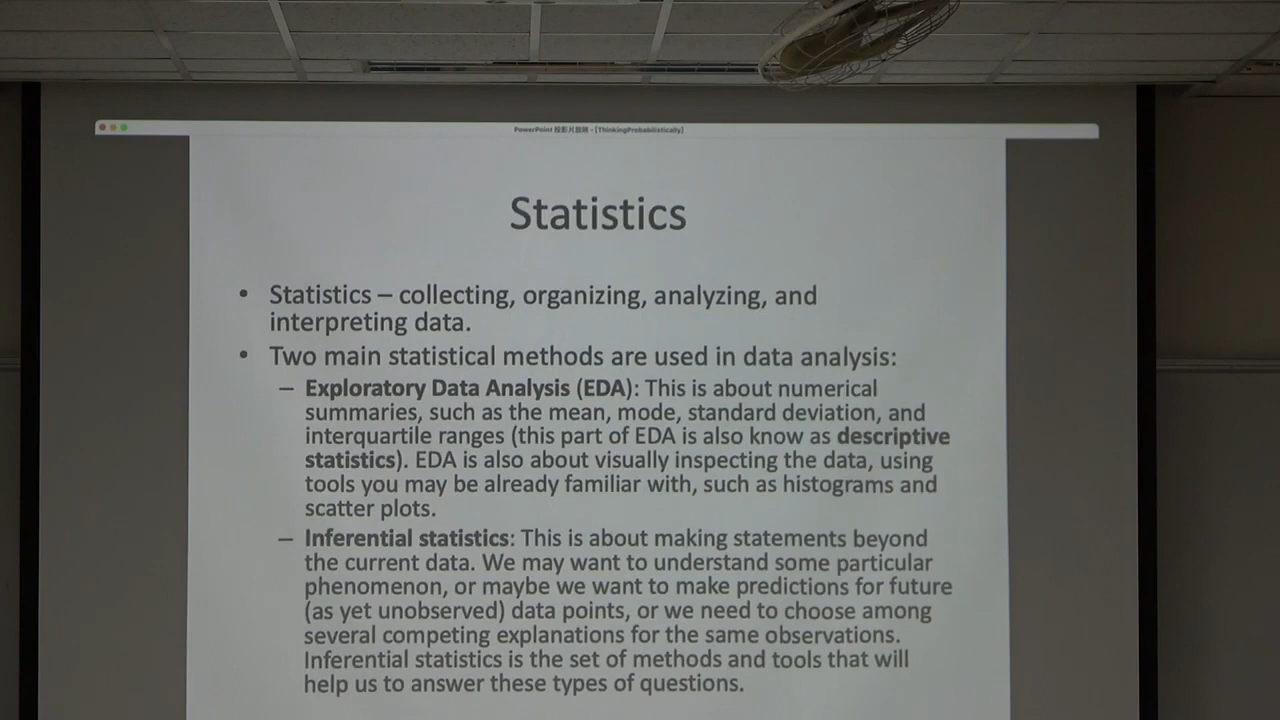 PowerPoint 投影片放映 - [ThinkingProbabilistically]
Statistics
• Statistics – collecting, organizing, analyzing, and
interpreting data.
• Two main statistical methods are used in data analysis:
– Exploratory Data Analysis (EDA): This is about numerical
summaries, such as the mean, mode, standard deviation, and
interquartile ranges (this part of EDA is also know as descriptive
statistics). EDA is also about visually inspecting the data, using
tools you may be already familiar with, such as histograms and
scatter plots.
– Inferential statistics: This is about making statements beyond
the current data. We may want to understand some particular
phenomenon, or maybe we want to make predictions for future
(as yet unobserved) data points, or we need to choose among
several competing explanations for the same observations.
Inferential statistics is the set of methods and tools that will
help us to answer these types of questions.